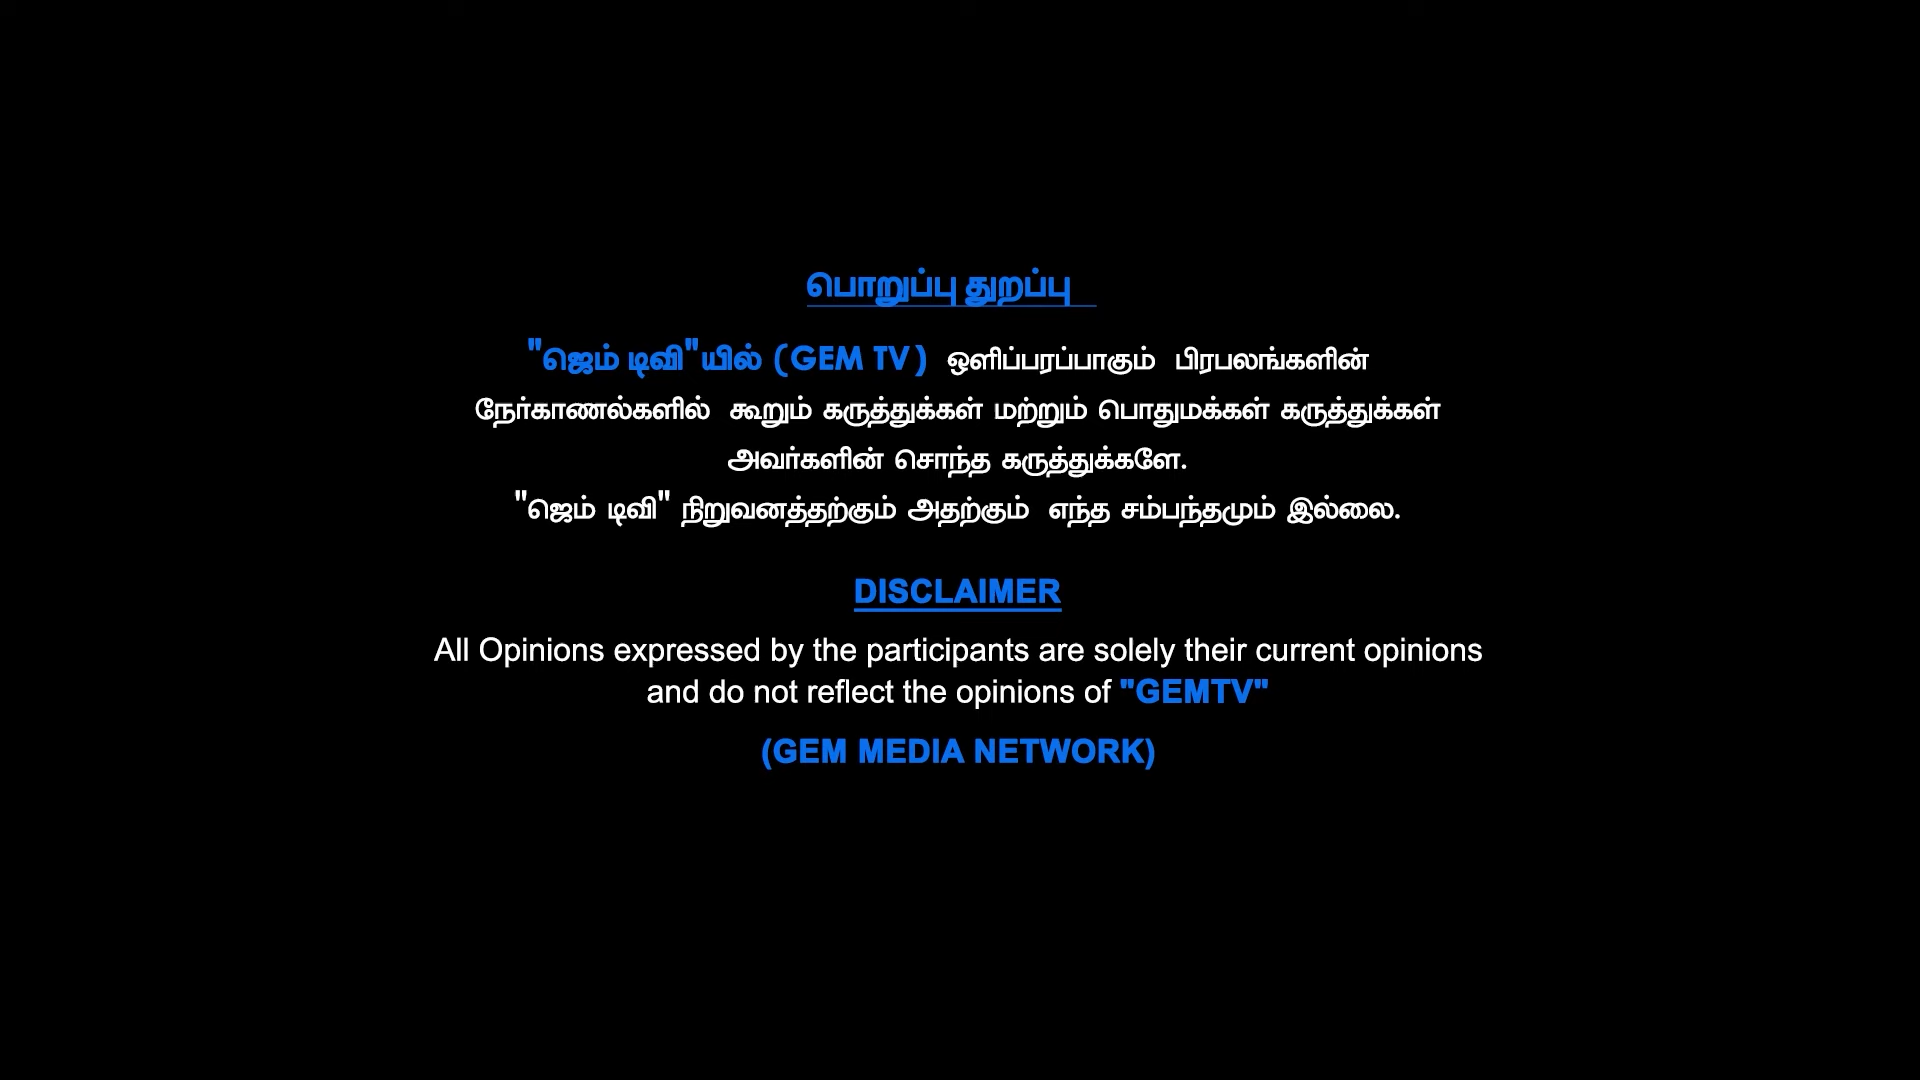 பொறுப்பு துறப்பு
"ஜெம் டிவி"யில் (GEM TV) ஒளிப்பரப்பாகும் பிரபலங்களின்
நேர்காணல்களில் கூறும் கருத்துக்கள் மற்றும் பொதுமக்கள் கருத்துக்கள்
அவர்களின் சொந்த கருத்துக்களே.
"ஜெம் டிவி" நிறுவனத்தற்கும் அதற்கும் எந்த சம்பந்தமும் இல்லை.
DISCLAIMER
All Opinions expressed by the participants are solely their current opinions
and do not reflect the opinions of "GEMTV"
(GEM MEDIA NETWORK)